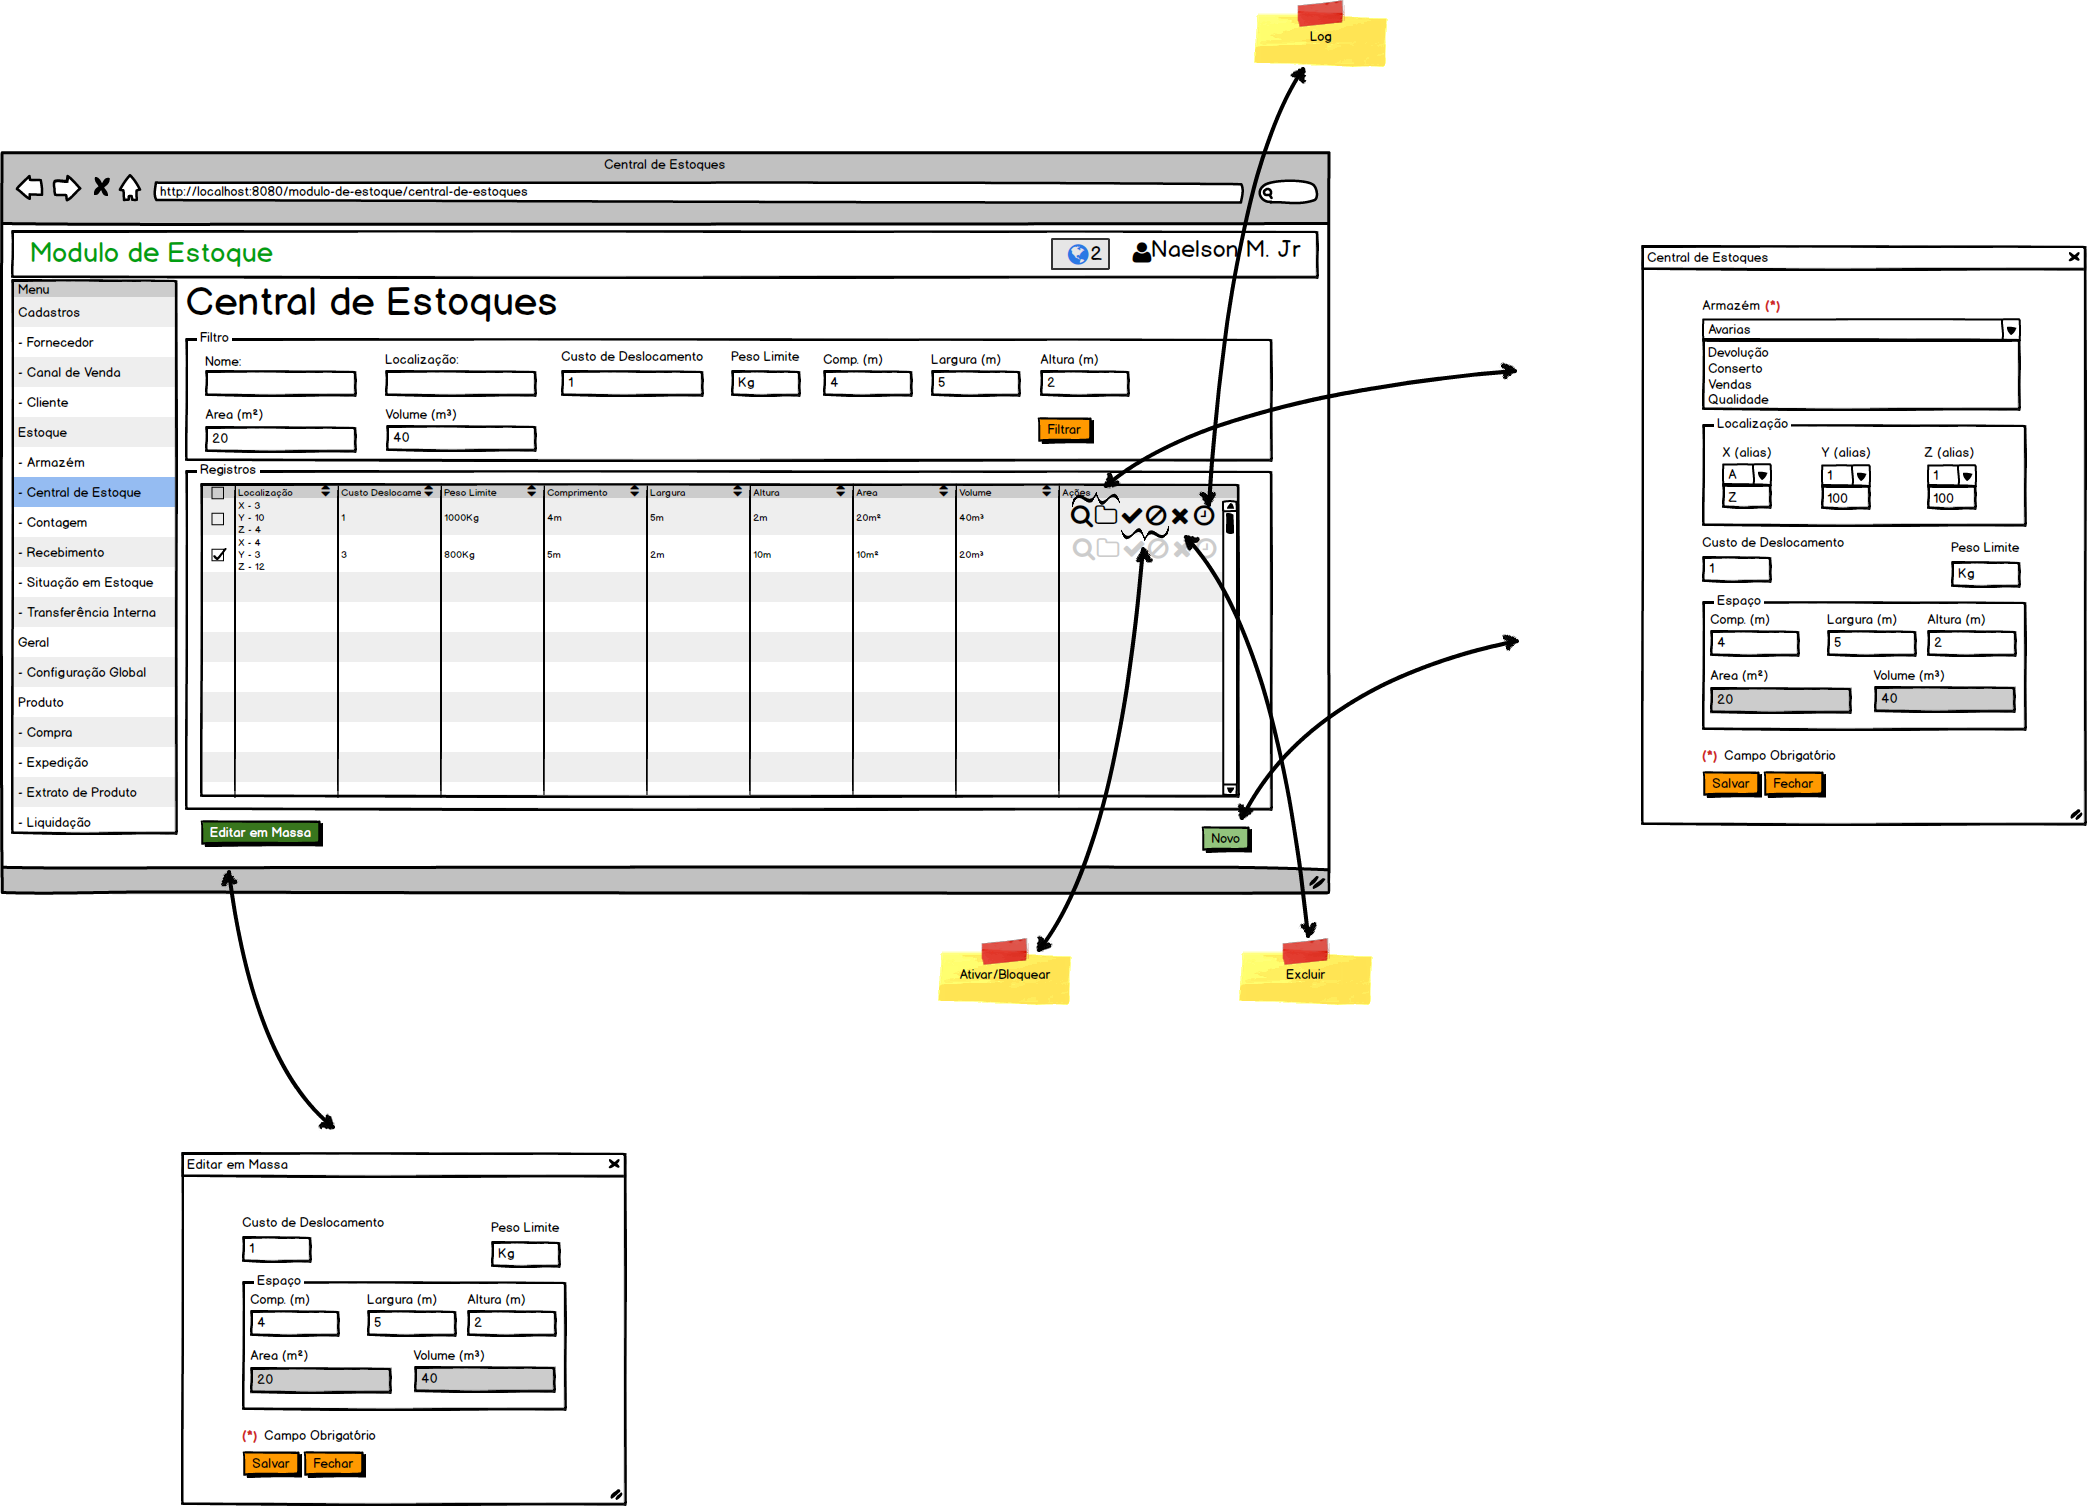 Log
Central de Estoques
http://localhost:8080/modulo-de-estoque/central-de-estoques
Modulo de Estoque
2
Naelson M. Jr
Menu
Cadastros
- Fornecedor
- Canal de Venda
- Cliente
Estoque
- Armazém
- Central de Estoque
- Contagem
- Recebimento
- Situação em Estoque
- Transferência Interna
Geral
- Configuração Global
Produto
- Compra
- Expedição
- Extrato de Produto
- Liquidação
Central de Estoques
Filtro
Nome:
Localização:
Custo de Deslocamento
1
Peso Limite
Kg
Comp. (m)
4
Largura (m)
5
Altura (m)
2
Area (m²)
20
Volume (m³)
40
Filtrar
Registros
Localização Custo Deslocame Peso Limite Comprimento Largura Altura Area Volume Ações
X - 3
Y - 10 1 1000Kg 4m 5m 2m 20m² 40m³
Z - 4
X - 4
Y - 3 3 800Kg 5m 2m 10m 10m² 20m³
Z - 12
Editar em Massa
Novo
Ativar/Bloquear
Excluir
Central de Estoques
Armazém (*)
Avarias
Devolução
Conserto
Vendas
Qualidade
Localização
X (alias) Y (alias) Z (alias)
A 1 1
Z 100 100
Custo de Deslocamento
1
Peso Limite
Kg
Espaço
Comp. (m) Largura (m) Altura (m)
4 5 2
Area (m²) Volume (m³)
20 40
(*) Campo Obrigatório
Salvar Fechar
Editar em Massa
Custo de Deslocamento
1
Peso Limite
Kg
Espaço
Comp. (m) Largura (m) Altura (m)
4 5 2
Area (m²) Volume (m³)
20 40
(*) Campo Obrigatório
Salvar Fechar